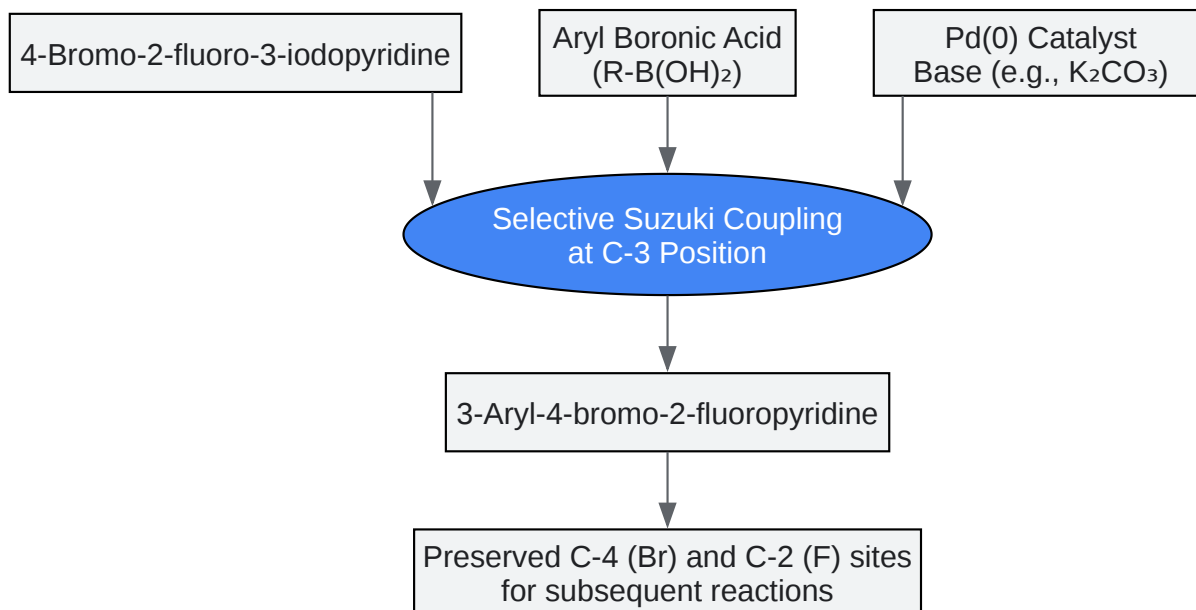 4-Bromo-2-fluoro-3-iodopyridine
Aryl Boronic Acid
(R-B(OH)₂)
Pd(0) Catalyst
Base (e.g., K₂CO₃)
Selective Suzuki Coupling
at C-3 Position
3-Aryl-4-bromo-2-fluoropyridine
Preserved C-4 (Br) and C-2 (F) sites
for subsequent reactions